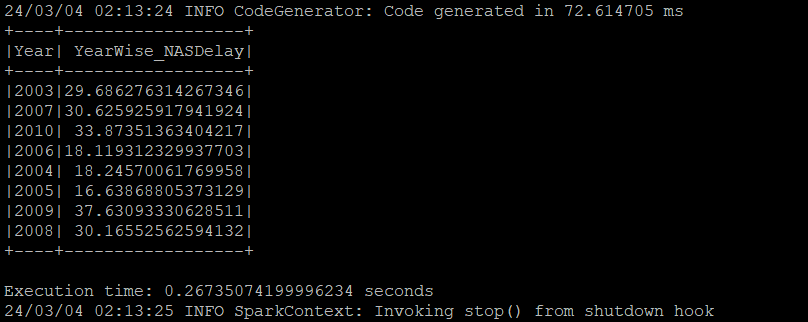 24/03/04 02:13:24 INFO CodeGenerator: Code generated in 72.614705 ms
+----+------------------+
|Year| YearWise_NASDelay|
+----+------------------+
|2003|29.686276314267346|
|2007|30.625925917941924|
|2010| 33.87351363404217|
|2006|18.119312329937703|
|2004| 18.24570061769958|
|2005| 16.63868805373129|
|2009| 37.63093330628511|
|2008| 30.16552562594132|
+----+------------------+
Execution time: 0.26735074199996234 seconds
24/03/04 02:13:25 INFO SparkContext: Invoking stop() from shutdown hook